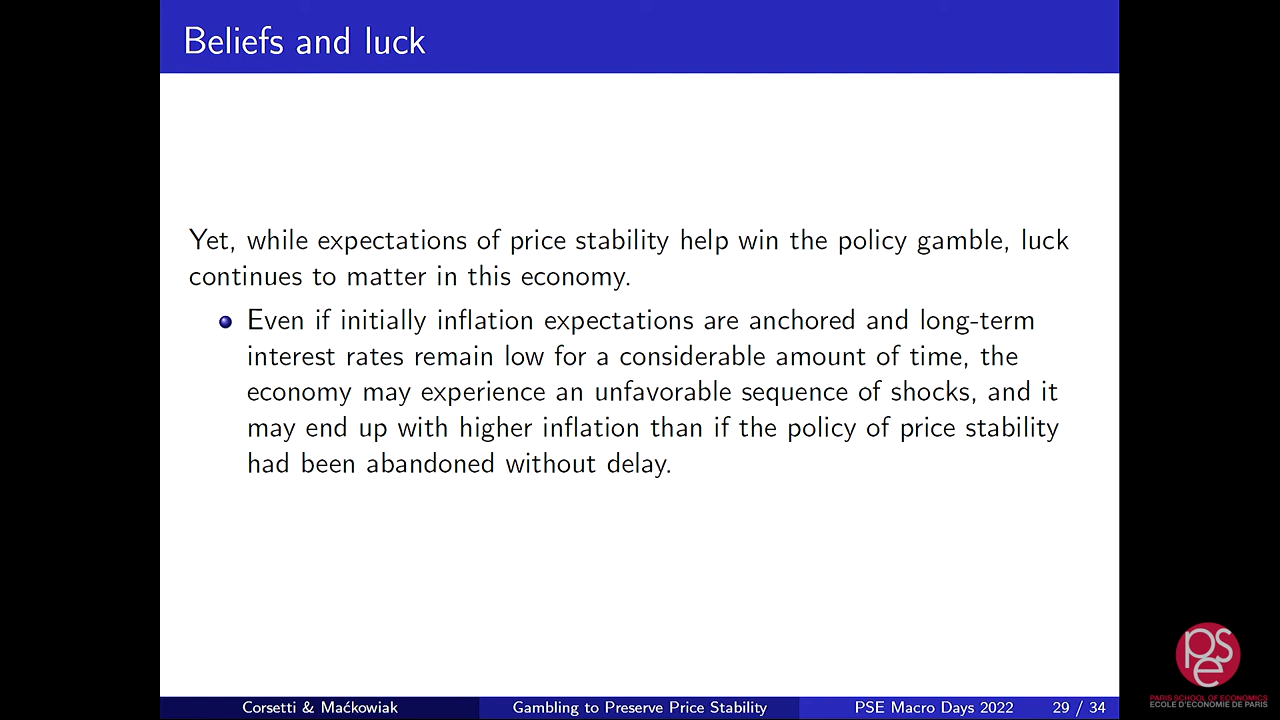 Beliefs and luck
Yet, while expectations of price stability help win the policy gamble, luck
continues to matter in this economy.
Even if initially inflation expectations are anchored and long-term
interest rates remain low for a considerable amount of time, the
economy may experience an unfavorable sequence of shocks, and it
may end up with higher inflation than if the policy of price stability
had been abandoned without delay.
pse
PARIS SCHOOL OF ECONOMICS
ECOLE D'ECONOMIE DE PARIS
Corsetti & Maćkowiak Gambling to Preserve Price Stability PSE Macro Days 2022 29 / 34